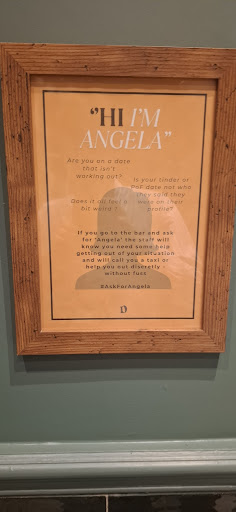 "HI I'M
ANGELA"
Are you on a date
that isn't
working out?
Is your Tinder or
PoF date not who
they said they
were on their
profile?
Does it all feel a
bit weird?
If you go to the bar and ask
for 'Angela' the staff will
know you need some help
getting out of your situation
and will call you a taxi or
help you out discretly -
without fuss
#AskForAngela
D